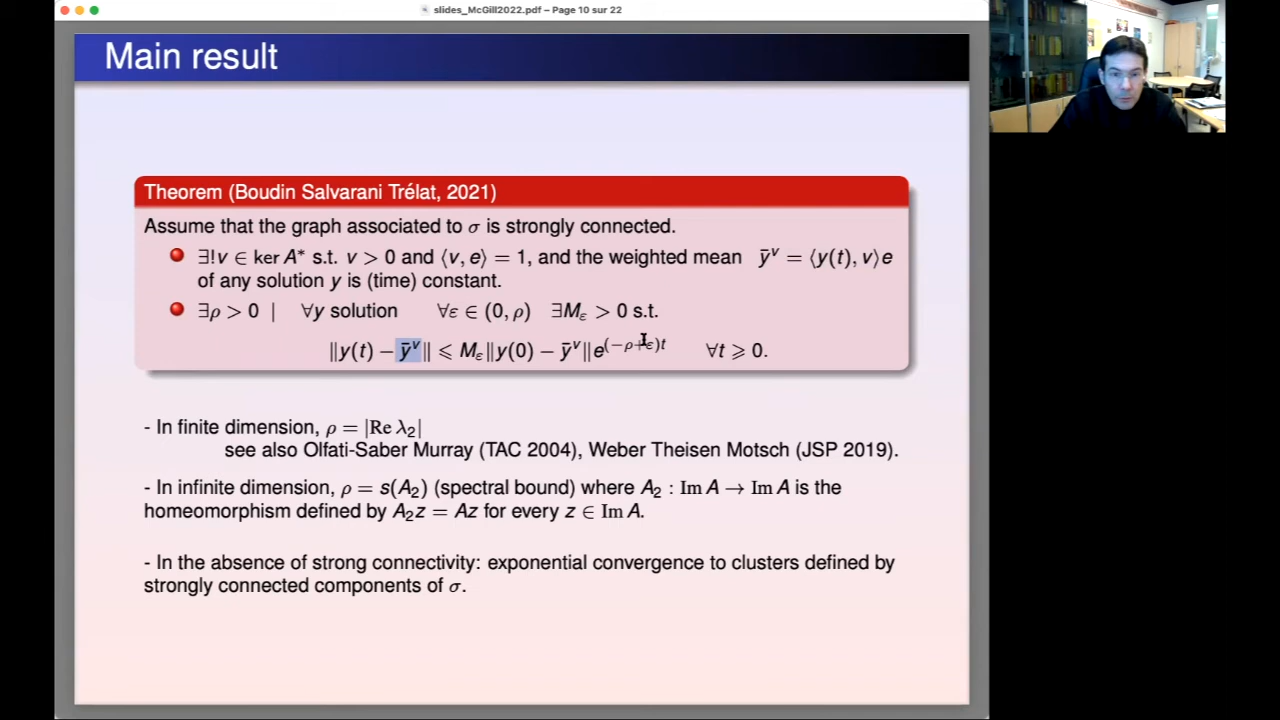 slides_McGill2022.pdf – Page 10 sur 22
Main result
Theorem (Boudin Salvarani Trélat, 2021)
Assume that the graph associated to σ is strongly connected.
∃!v ∈ ker A* s.t. v > 0 and ⟨v, e⟩ = 1, and the weighted mean ȳᵛ = ⟨y(t), v⟩e
of any solution y is (time) constant.
∃ρ > 0 | ∀y solution ∀ε ∈ (0, ρ) ∃Mε > 0 s.t.
‖y(t) − ȳᵛ‖ ⩽ Mε‖y(0) − ȳᵛ‖e^(−ρ+ε)t ∀t ⩾ 0.
- In finite dimension, ρ = |Re λ₂|
see also Olfati-Saber Murray (TAC 2004), Weber Theisen Motsch (JSP 2019).
- In infinite dimension, ρ = s(A₂) (spectral bound) where A₂ : Im A → Im A is the
homeomorphism defined by A₂z = Az for every z ∈ Im A.
- In the absence of strong connectivity: exponential convergence to clusters defined by
strongly connected components of σ.